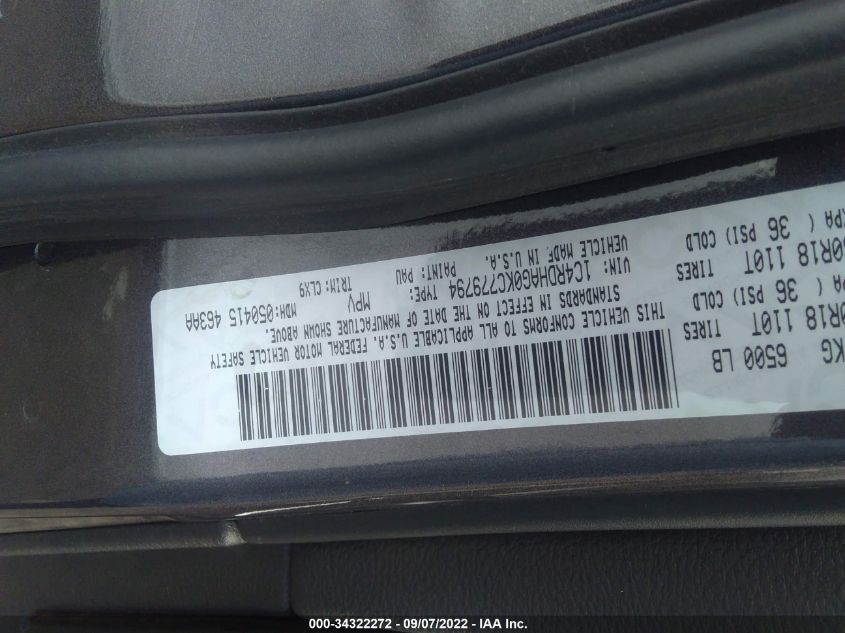 KG 6500 LB
0R18 110T TIRES
PA ( 36 PSI) COLD
0R18 110T TIRES
KPA ( 36 PSI) COLD
THIS VEHICLE CONFORMS TO ALL APPLICABLE U.S.A. FEDERAL MOTOR VEHICLE SAFETY
STANDARDS IN EFFECT ON THE DATE OF MANUFACTURE SHOWN ABOVE.
VIN: 1C4RDHAG0KC779794 TYPE: MPV MDH:050415 463AA
VEHICLE MADE IN U.S.A. PAINT: PAU TRIM:CLX9
000-34322272 - 09/07/2022 - IAA Inc.